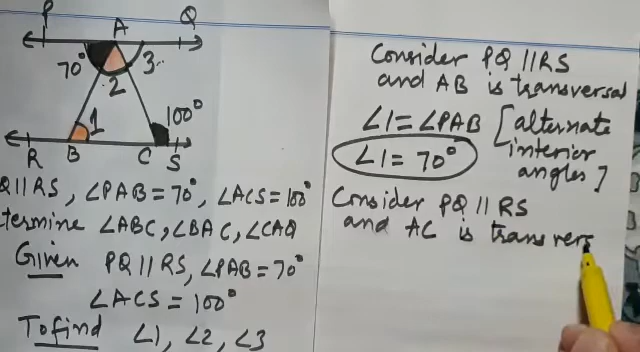 P
A
Q
70°
3
2
1
100°
R
B
C
S
Q||RS, ∠PAB=70°, ∠ACS=100°
termine ∠ABC, ∠BAC, ∠CAQ
Given PQ||RS, ∠PAB=70°
∠ACS=100°
To find ∠1, ∠2, ∠3
Consider PQ||RS
and AB is transversal
∠1=∠PAB [alternate
interior
angles]
∠1=70°
Consider PQ||RS
and AC is transvers